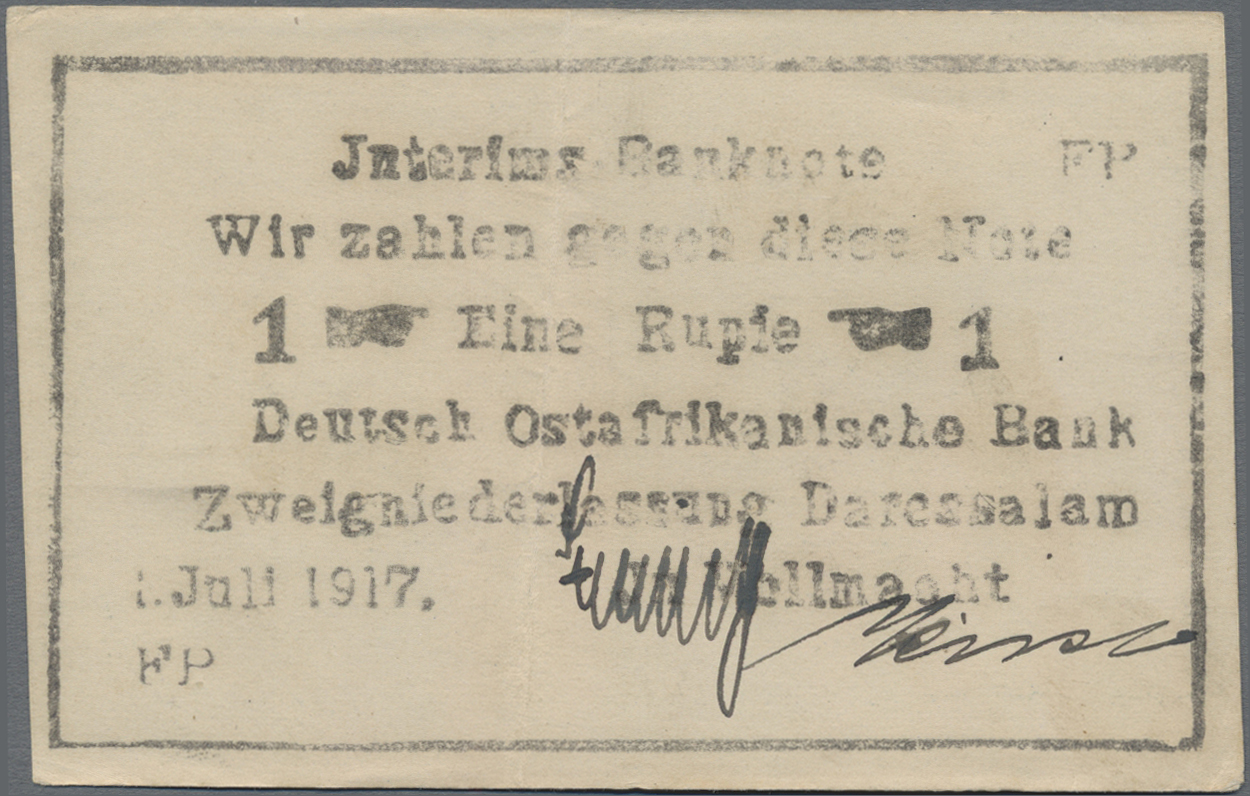 Jnterims Banknote FP
Wir zahlen gegen diese Note
1 Eine Rupie 1
Deutsch Ostafrikanische Bank
Zweigniederlassung Daressalam
1.Juli 1917. Jn Vollmacht
FP